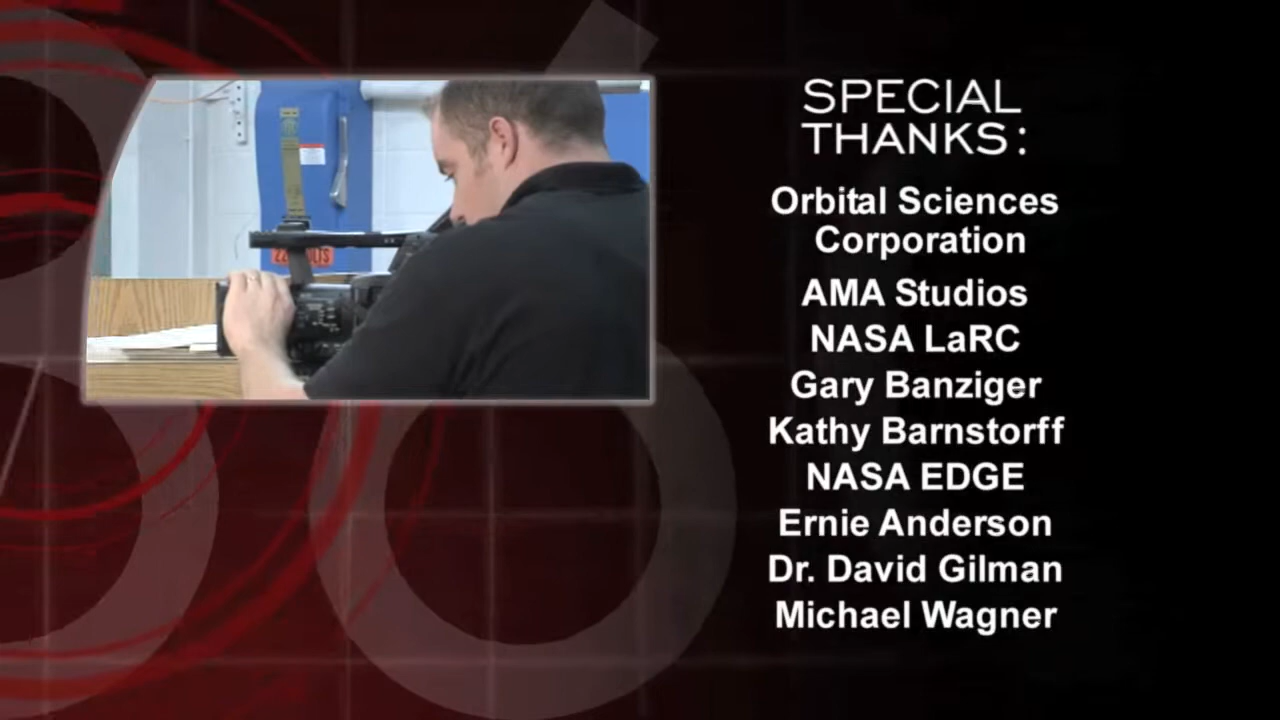 SPECIAL
THANKS:
Orbital Sciences
Corporation
AMA Studios
NASA LaRC
Gary Banziger
Kathy Barnstorff
NASA EDGE
Ernie Anderson
Dr. David Gilman
Michael Wagner